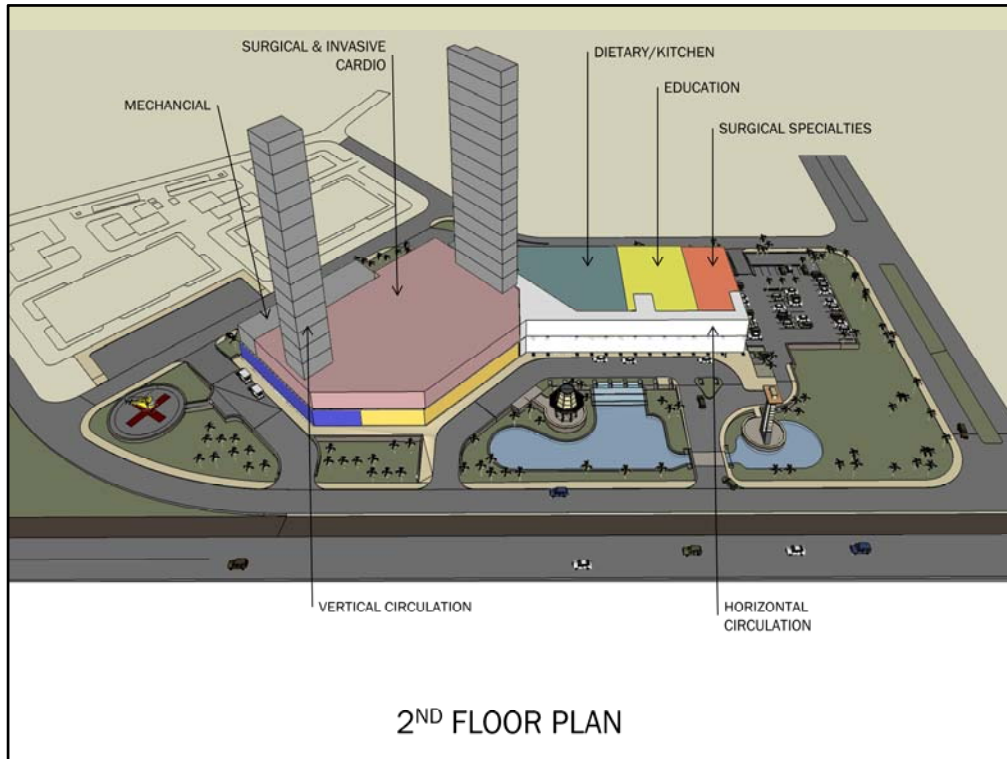 SURGICAL & INVASIVE
CARDIO
DIETARY/KITCHEN
EDUCATION
MECHANCIAL
SURGICAL SPECIALTIES
VERTICAL CIRCULATION
HORIZONTAL
CIRCULATION
2ND FLOOR PLAN